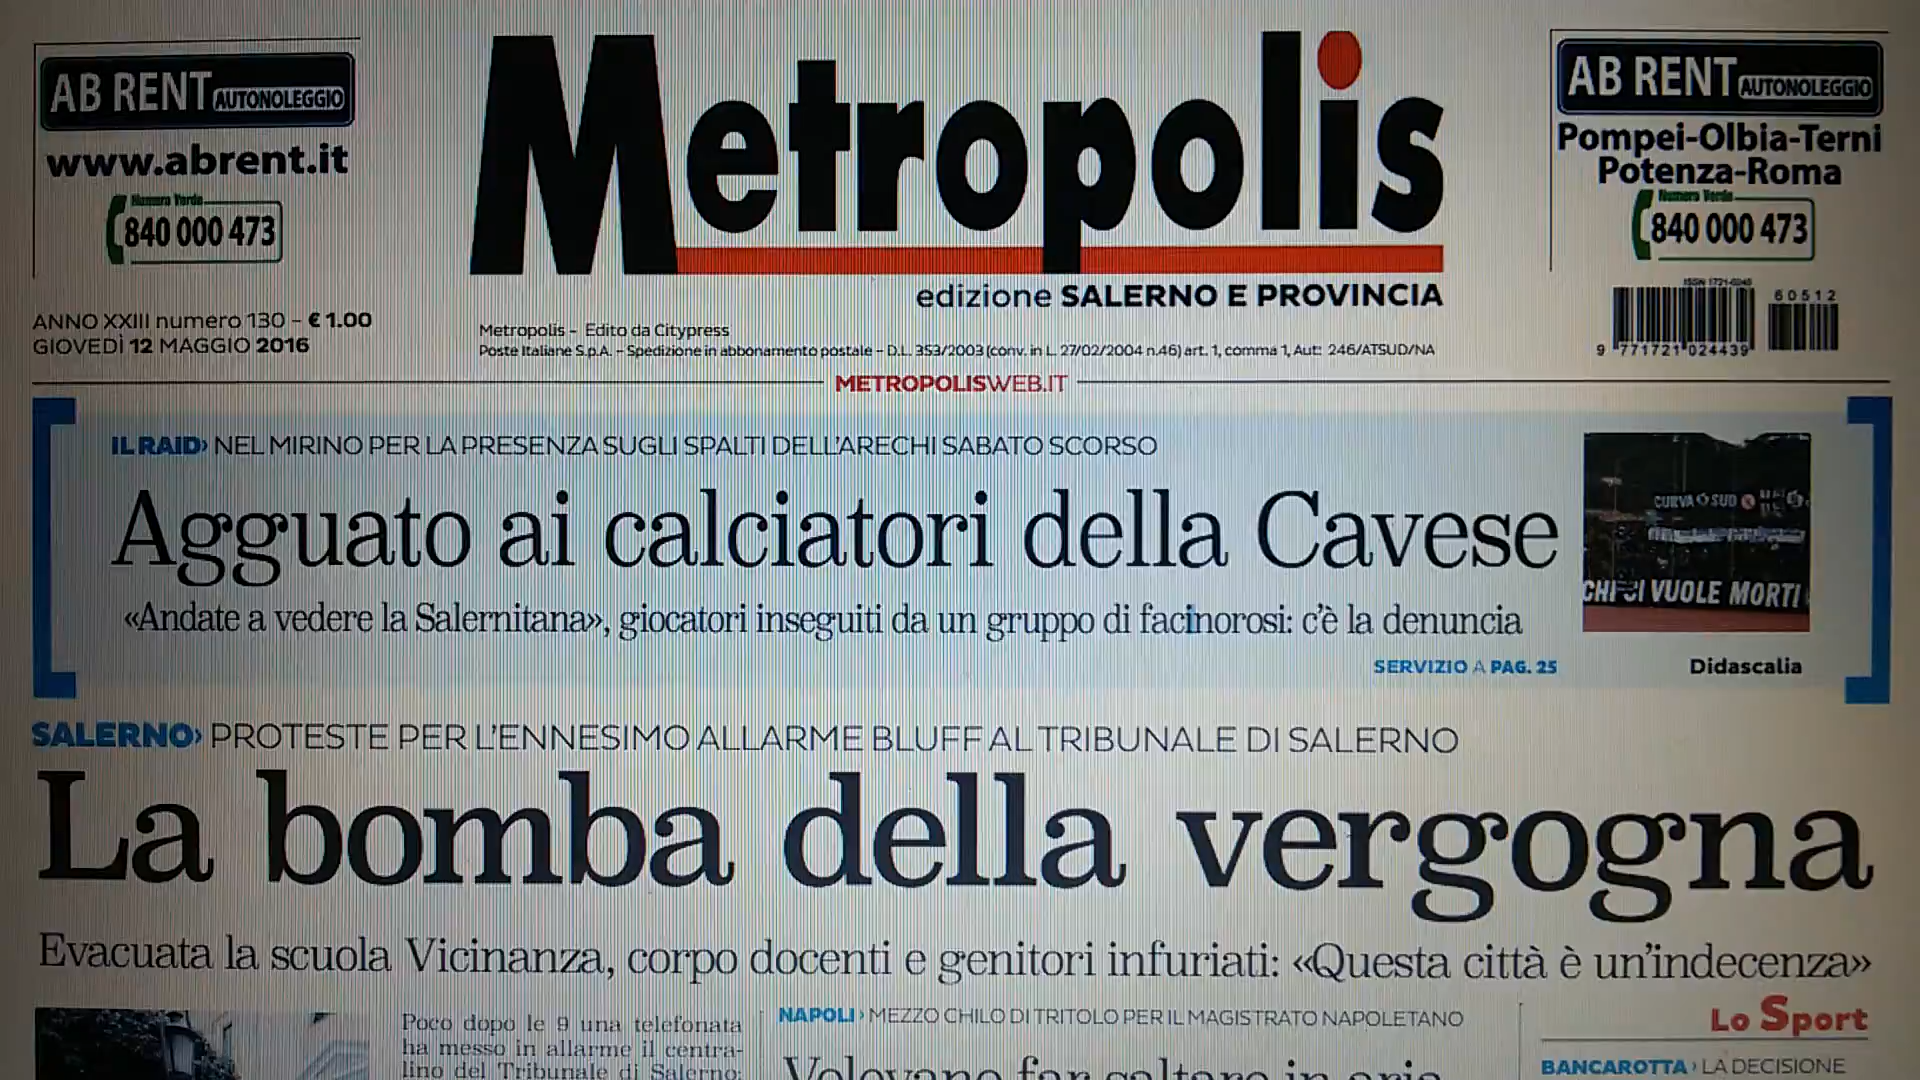 AB RENT AUTONOLEGGIO
www.abrent.it
Numero Verde
840 000 473
Metropolis
edizione SALERNO E PROVINCIA
AB RENT AUTONOLEGGIO
Pompei-Olbia-Terni
Potenza-Roma
Numero Verde
840 000 473
ANNO XXIII numero 130 – € 1.00
GIOVEDÌ 12 MAGGIO 2016
Metropolis - Edito da Citypress
Poste Italiane S.p.A. – Spedizione in abbonamento postale – D.L. 353/2003 (conv. in L. 27/02/2004 n.46) art. 1, comma 1, Aut: 246/ATSUD/NA
60512
9 771721 024439
METROPOLISWEB.IT
IL RAID› NEL MIRINO PER LA PRESENZA SUGLI SPALTI DELL'ARECHI SABATO SCORSO
Agguato ai calciatori della Cavese
«Andate a vedere la Salernitana», giocatori inseguiti da un gruppo di facinorosi: c'è la denuncia
SERVIZIO A PAG. 25
CURVA SUD
CHI CI VUOLE MORTI
Didascalia
SALERNO› PROTESTE PER L'ENNESIMO ALLARME BLUFF AL TRIBUNALE DI SALERNO
La bomba della vergogna
Evacuata la scuola Vicinanza, corpo docenti e genitori infuriati: «Questa città è un'indecenza»
Poco dopo le 9 una telefonata
ha messo in allarme il centra-
lino del Tribunale di Salerno:
NAPOLI› MEZZO CHILO DI TRITOLO PER IL MAGISTRATO NAPOLETANO
Volevano far saltare in aria
Lo Sport
BANCAROTTA› LA DECISIONE